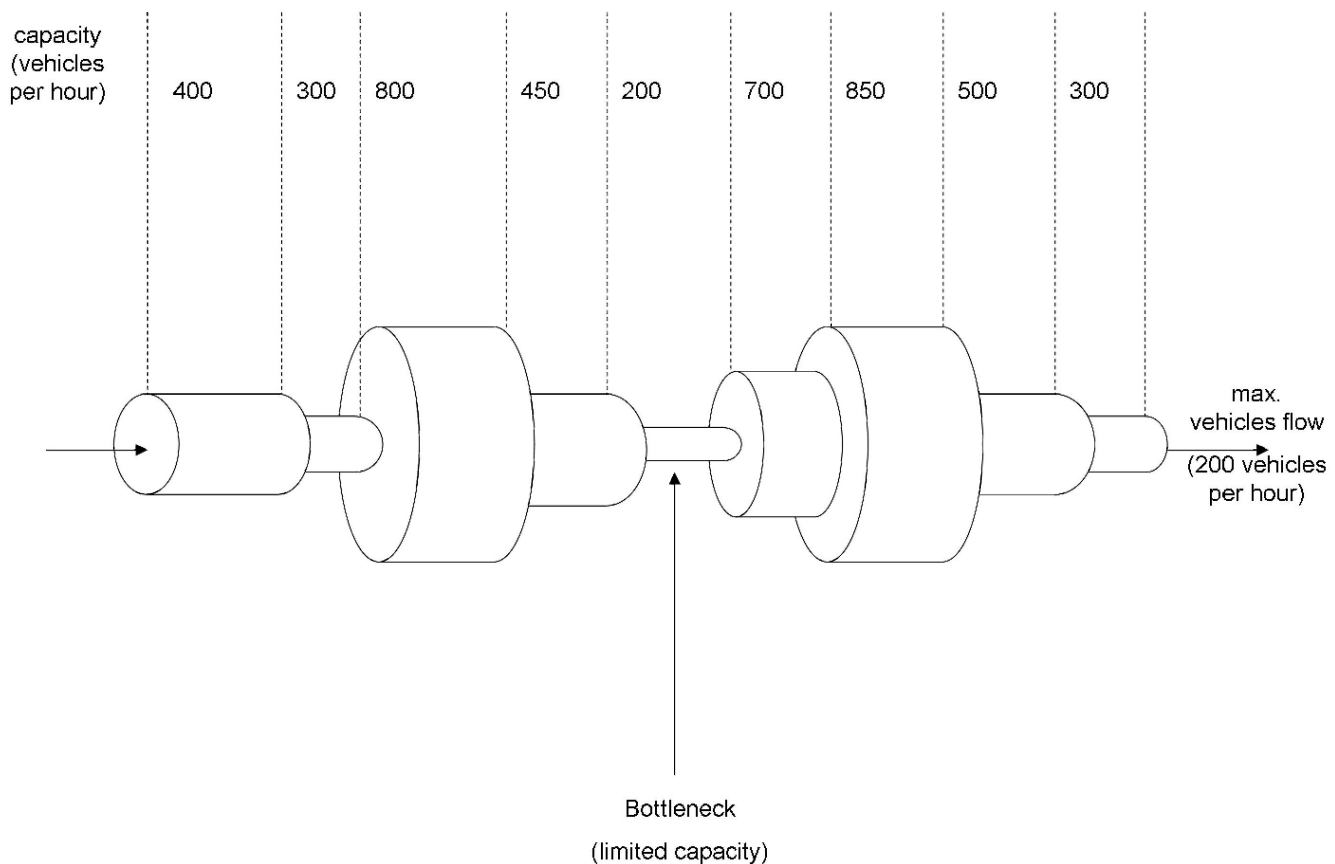 capacity
(vehicles
per hour)
400 300 800 450 200 700 850 500 300
max.
vehicles flow
(200 vehicles
per hour)
Bottleneck
(limited capacity)